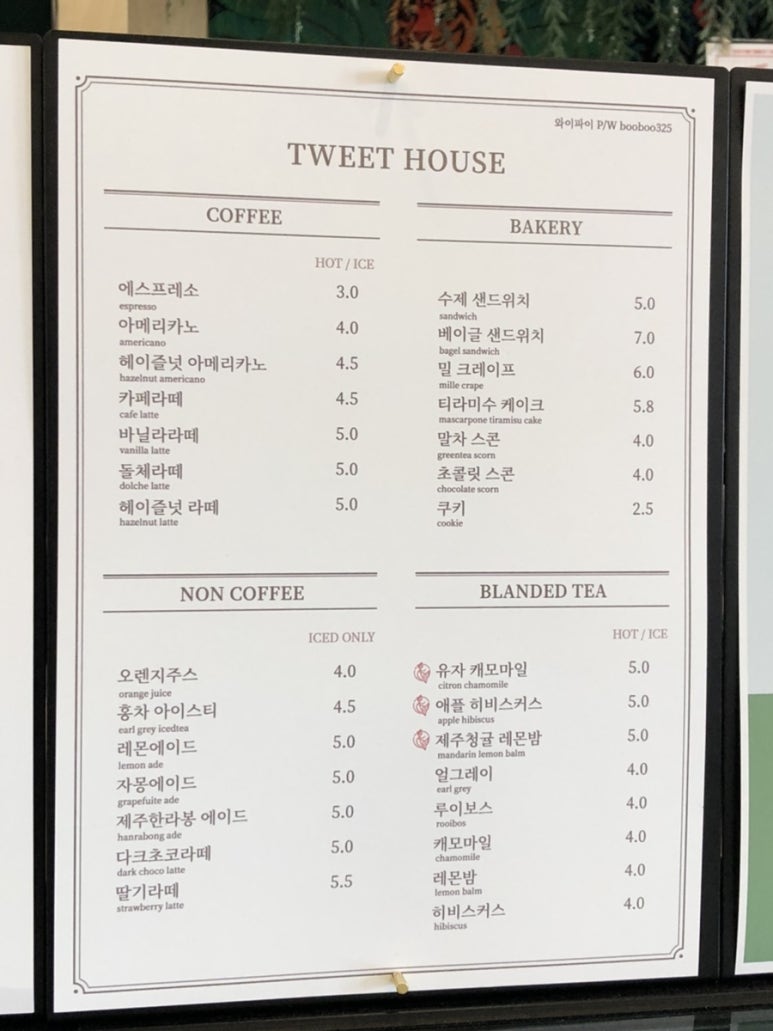 와이파이 P/W booboo325
TWEET HOUSE
COFFEE
HOT / ICE
에스프레소 3.0
espresso
아메리카노 4.0
americano
헤이즐넛 아메리카노 4.5
hazelnut americano
카페라떼 4.5
cafe latte
바닐라라떼 5.0
vanilla latte
돌체라떼 5.0
dolche latte
헤이즐넛 라떼 5.0
hazelnut latte
BAKERY
수제 샌드위치 5.0
sandwich
베이글 샌드위치 7.0
bagel sandwich
밀 크레이프 6.0
mille crape
티라미수 케이크 5.8
mascarpone tiramisu cake
말차 스콘 4.0
greentea scorn
초콜릿 스콘 4.0
chocolate scorn
쿠키 2.5
cookie
NON COFFEE
ICED ONLY
오렌지주스 4.0
orange juice
홍차 아이스티 4.5
earl grey icedtea
레몬에이드 5.0
lemon ade
자몽에이드 5.0
grapefuite ade
제주한라봉 에이드 5.0
hanrabong ade
다크초코라떼 5.0
dark choco latte
딸기라떼 5.5
strawberry latte
BLANDED TEA
HOT / ICE
유자 캐모마일 5.0
citron chamomile
애플 히비스커스 5.0
apple hibiscus
제주청귤 레몬밤 5.0
mandarin lemon balm
얼그레이 4.0
earl grey
루이보스 4.0
rooibos
캐모마일 4.0
chamomile
레몬밤 4.0
lemon balm
히비스커스 4.0
hibiscus